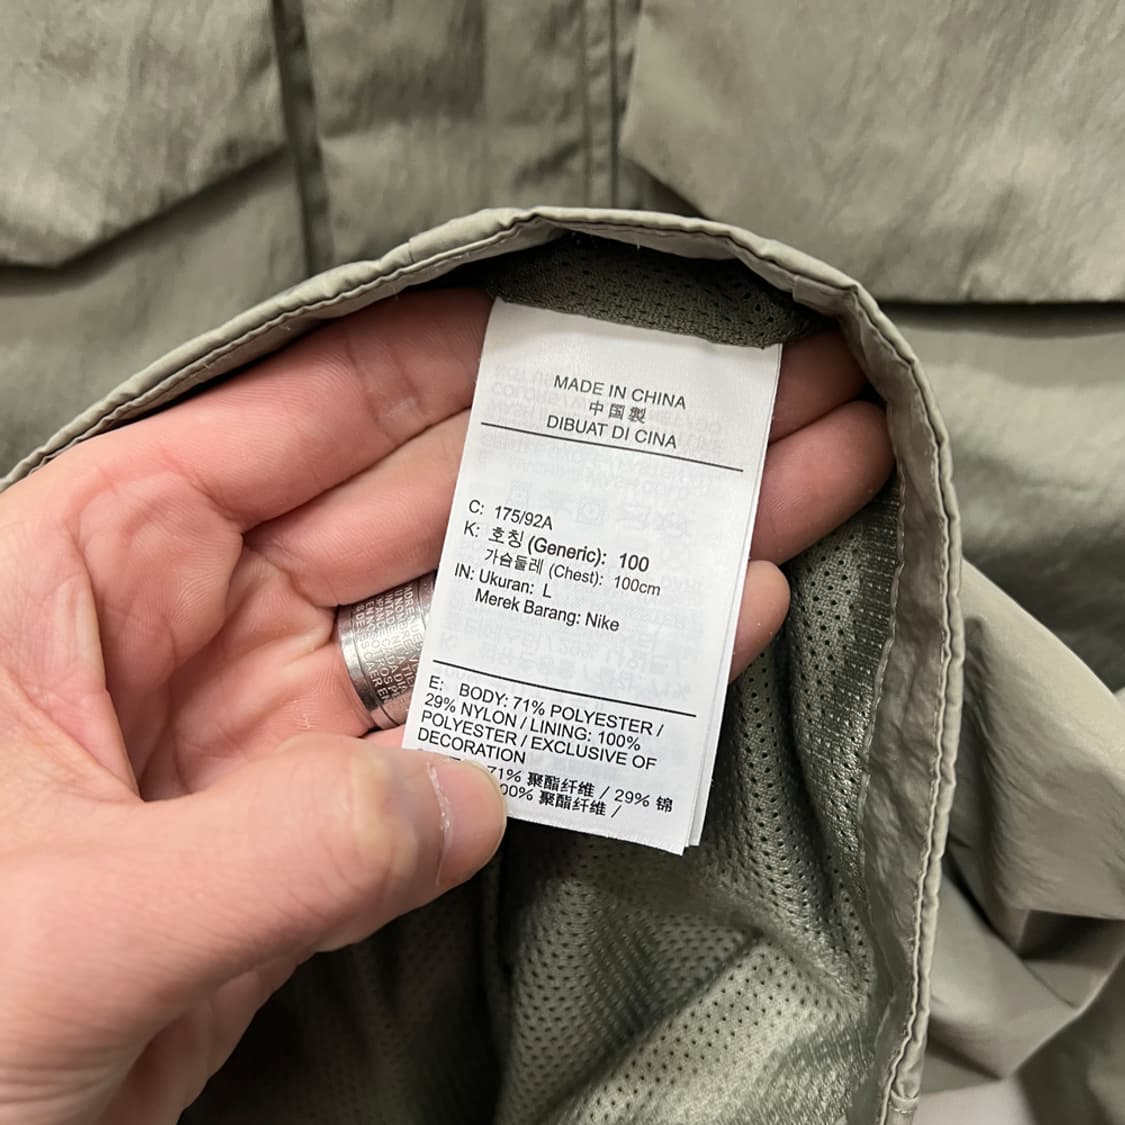 MADE IN CHINA
中国製
DIBUAT DI CINA
C: 175/92A
K: 호칭 (Generic): 100
가슴둘레 (Chest): 100cm
IN: Ukuran: L
Merek Barang: Nike
E: BODY: 71% POLYESTER /
29% NYLON / LINING: 100%
POLYESTER / EXCLUSIVE OF
DECORATION
71% 聚酯纤维 / 29% 锦
00% 聚酯纤维 /